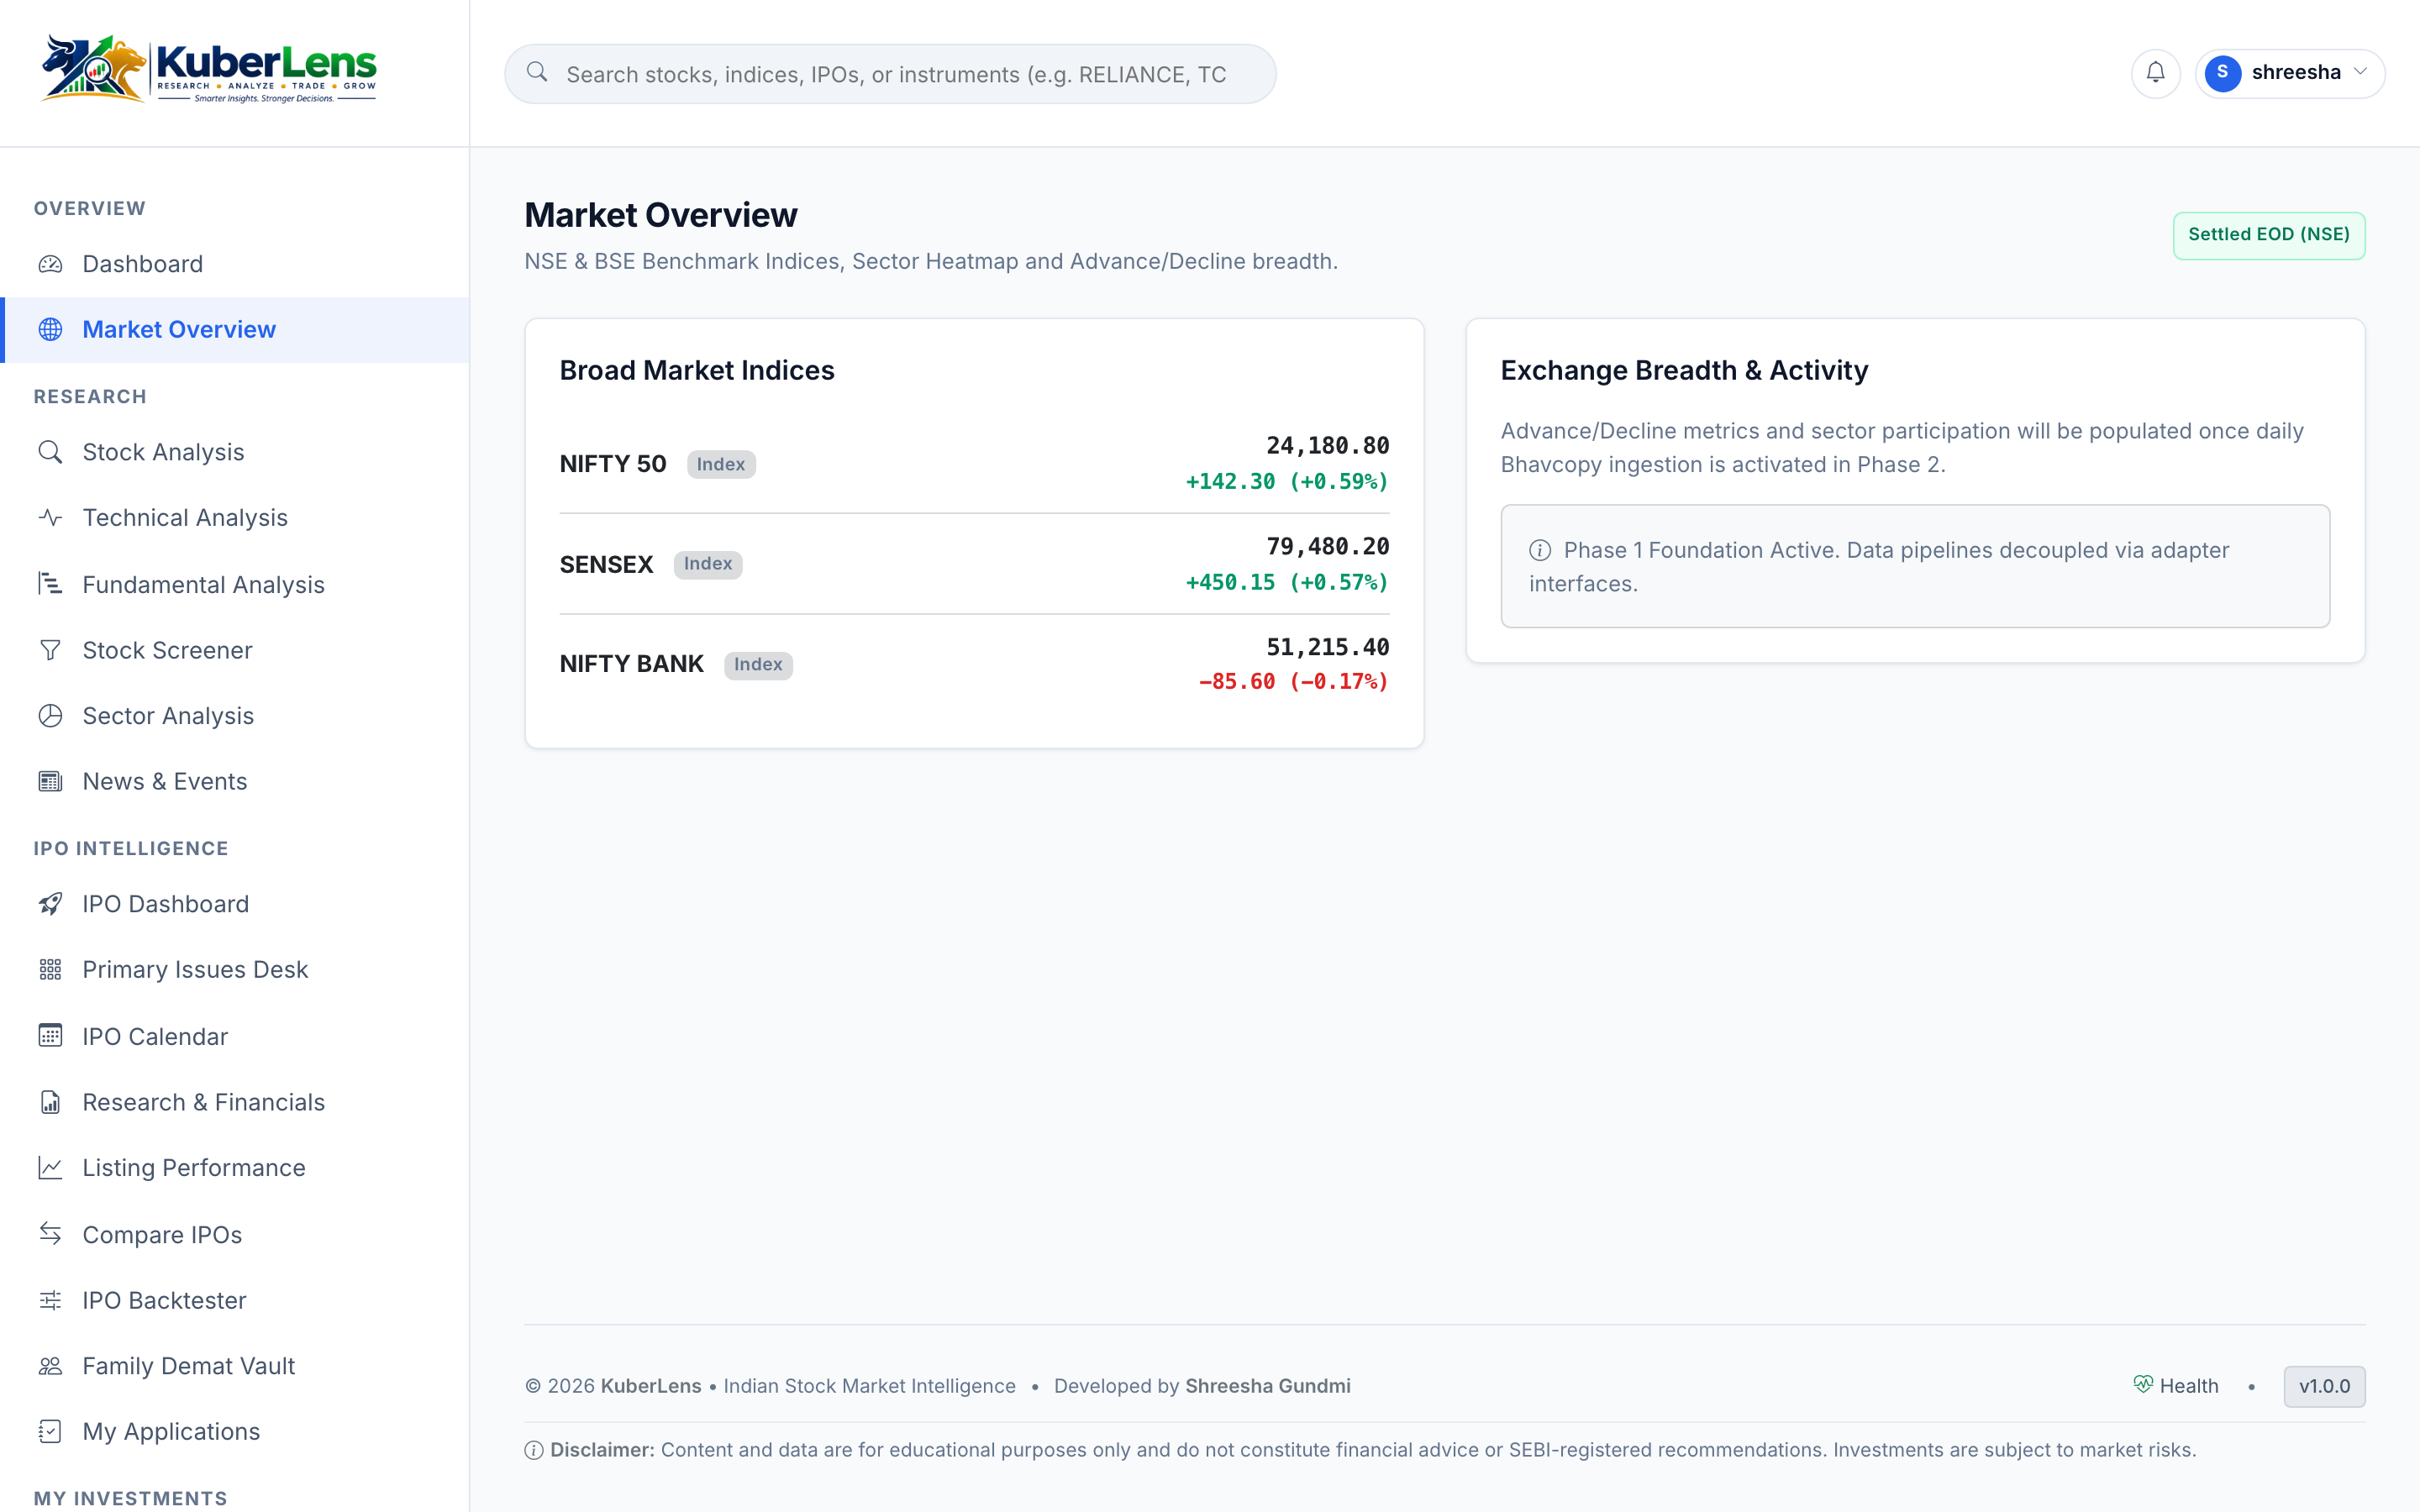 KuberLens
RESEARCH • ANALYZE • TRADE • GROW
Smarter Insights. Stronger Decisions.
Search stocks, indices, IPOs, or instruments (e.g. RELIANCE, TC
S
shreesha
OVERVIEW
Dashboard
Market Overview
RESEARCH
Stock Analysis
Technical Analysis
Fundamental Analysis
Stock Screener
Sector Analysis
News & Events
IPO INTELLIGENCE
IPO Dashboard
Primary Issues Desk
IPO Calendar
Research & Financials
Listing Performance
Compare IPOs
IPO Backtester
Family Demat Vault
My Applications
MY INVESTMENTS
Market Overview
NSE & BSE Benchmark Indices, Sector Heatmap and Advance/Decline breadth.
Settled EOD (NSE)
Broad Market Indices
NIFTY 50 Index
24,180.80
+142.30 (+0.59%)
SENSEX Index
79,480.20
+450.15 (+0.57%)
NIFTY BANK Index
51,215.40
−85.60 (−0.17%)
Exchange Breadth & Activity
Advance/Decline metrics and sector participation will be populated once daily
Bhavcopy ingestion is activated in Phase 2.
Phase 1 Foundation Active. Data pipelines decoupled via adapter
interfaces.
© 2026 KuberLens • Indian Stock Market Intelligence • Developed by Shreesha Gundmi
Health • v1.0.0
Disclaimer: Content and data are for educational purposes only and do not constitute financial advice or SEBI-registered recommendations. Investments are subject to market risks.